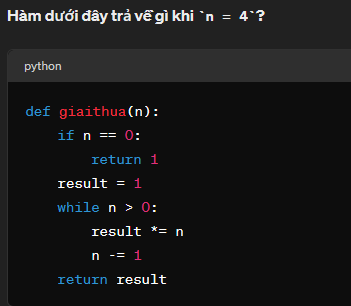 Hàm dưới đây trả về gì khi `n = 4`?
python
def giaithua(n):
    if n == 0:
        return 1
    result = 1
    while n > 0:
        result *= n
        n -= 1
    return result